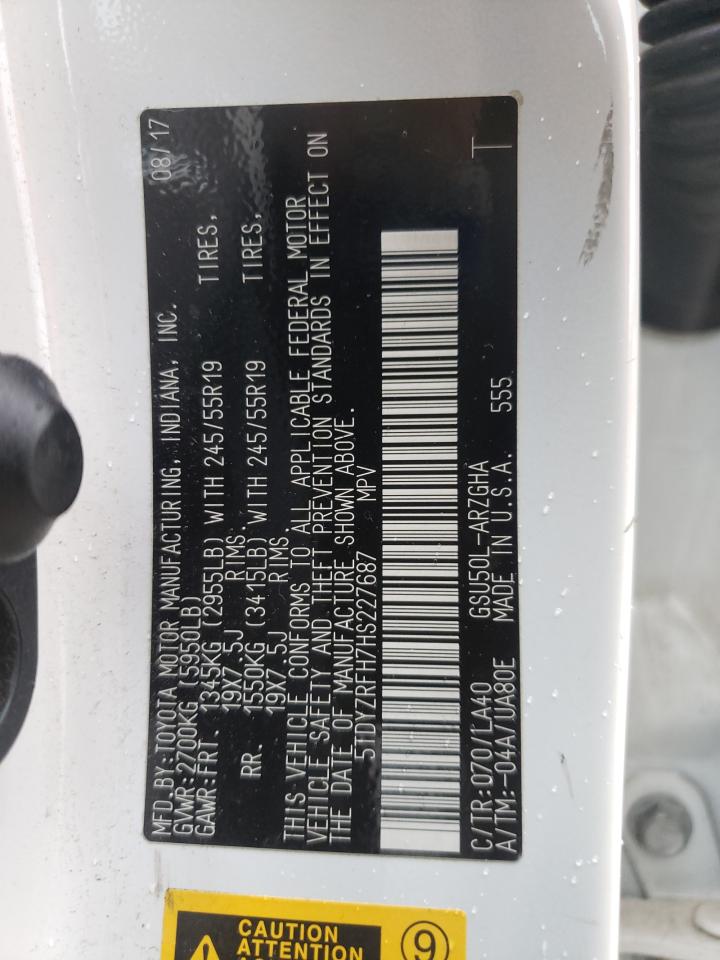 MFD.BY:TOYOTA MOTOR MANUFACTURING, INDIANA, INC. 08/17
GVWR:2700KG (5950LB)
GAWR:FRT. 1345KG (2955LB) WITH 245/55R19 TIRES,
19X7.5J RIMS.
RR. 1550KG (3415LB) WITH 245/55R19 TIRES,
19X7.5J RIMS.
THIS VEHICLE CONFORMS TO ALL APPLICABLE FEDERAL MOTOR
VEHICLE SAFETY AND THEFT PREVENTION STANDARDS IN EFFECT ON
THE DATE OF MANUFACTURE SHOWN ABOVE.
5TDYZRFH7HS227687 MPV
C/TR:070/LA40 GSU50L-ARZGHA T
A/TM:-04A/UA80E MADE IN U.S.A. 555
CAUTION
ATTENTION
9